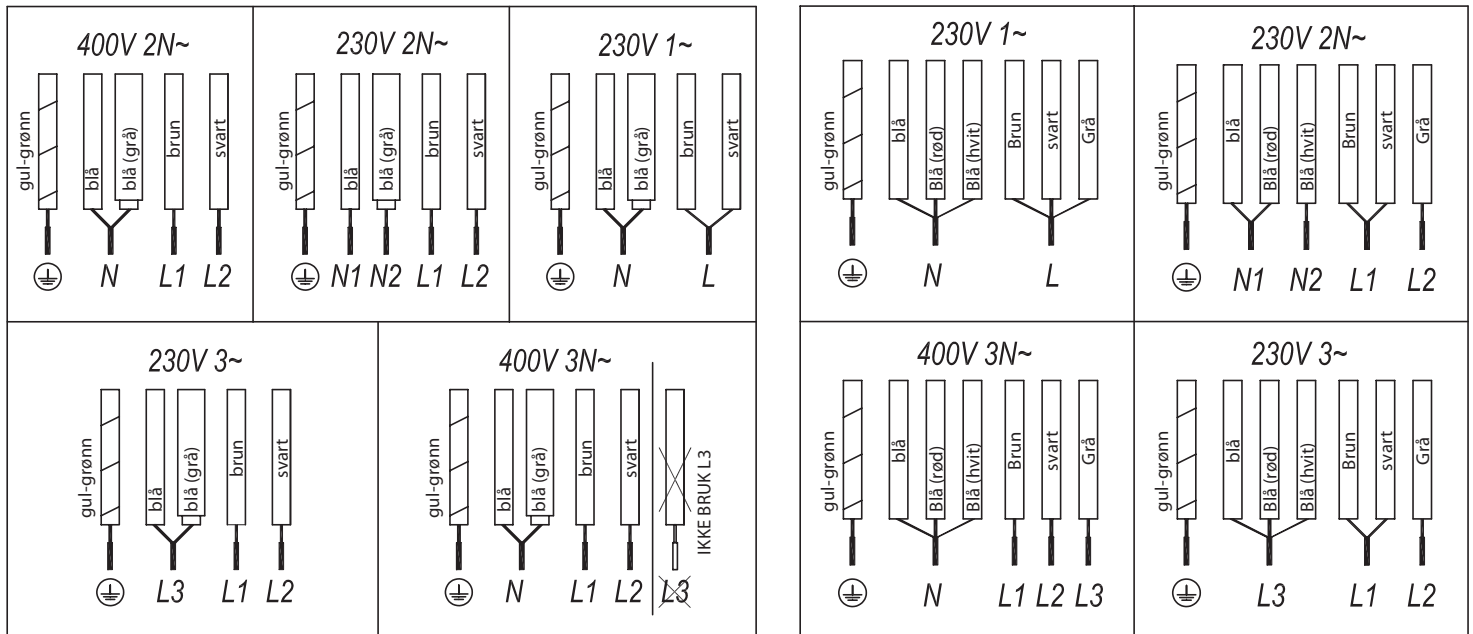 400V 2N~
gul-grønn
blå
blå (grå)
brun
svart
N L1 L2
230V 2N~
gul-grønn
blå
blå (grå)
brun
svart
N1 N2 L1 L2
230V 1~
gul-grønn
blå
blå (grå)
brun
svart
N L
230V 3~
gul-grønn
blå
blå (grå)
brun
svart
L3 L1 L2
400V 3N~
gul-grønn
blå
blå (grå)
brun
svart
IKKE BRUK L3
N L1 L2 L3
230V 1~
gul-grønn
blå
Blå (rød)
Blå (hvit)
Brun
svart
Grå
N L
230V 2N~
gul-grønn
blå
Blå (rød)
Blå (hvit)
Brun
svart
Grå
N1 N2 L1 L2
400V 3N~
gul-grønn
blå
Blå (rød)
Blå (hvit)
Brun
svart
Grå
N L1 L2 L3
230V 3~
gul-grønn
blå
Blå (rød)
Blå (hvit)
Brun
svart
Grå
L3 L1 L2